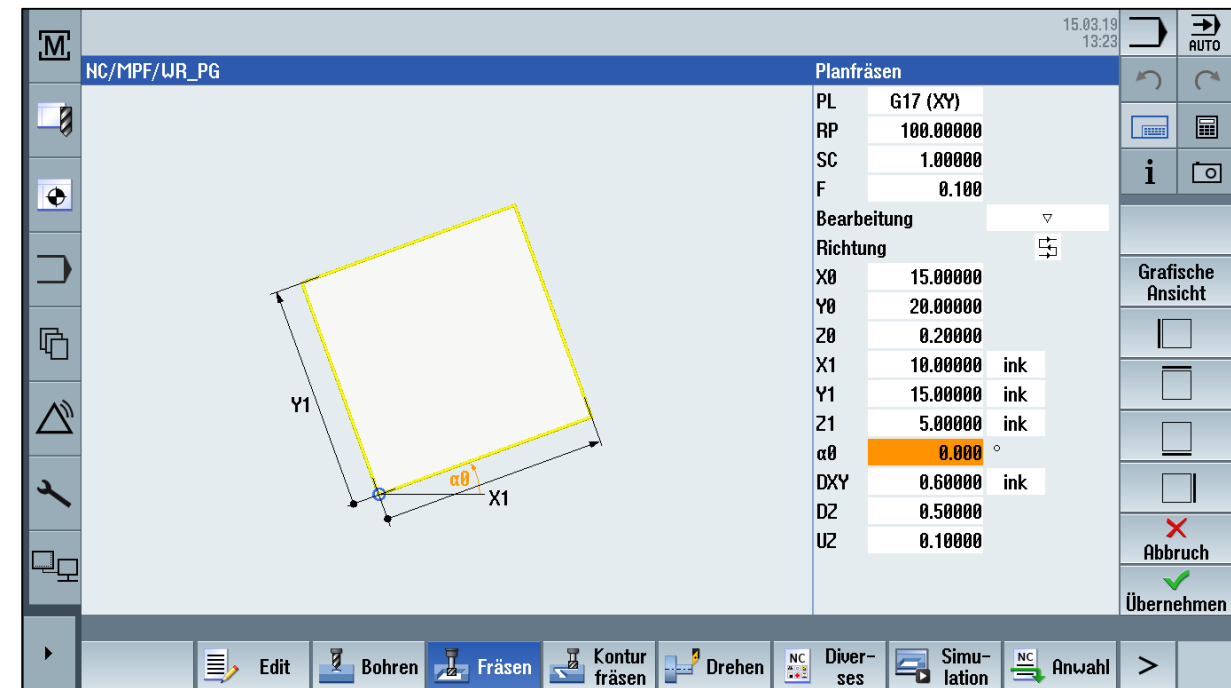 M
15.03.19
13:23
AUTO
NC/MPF/WR_PG
Planfräsen
PL G17 (XY)
RP 100.00000
SC 1.00000
F 0.100
Bearbeitung ▽
Richtung
X0 15.00000
Y0 20.00000
Z0 0.20000
X1 10.00000 ink
Y1 15.00000 ink
Z1 5.00000 ink
α0 0.000 °
DXY 0.60000 ink
DZ 0.50000
UZ 0.10000
Y1
α0
X1
i
Grafische
Ansicht
Abbruch
Übernehmen
Edit
Bohren
Fräsen
Kontur
fräsen
Drehen
NC
Diver-
ses
Simu-
lation
NC
Anwahl
>